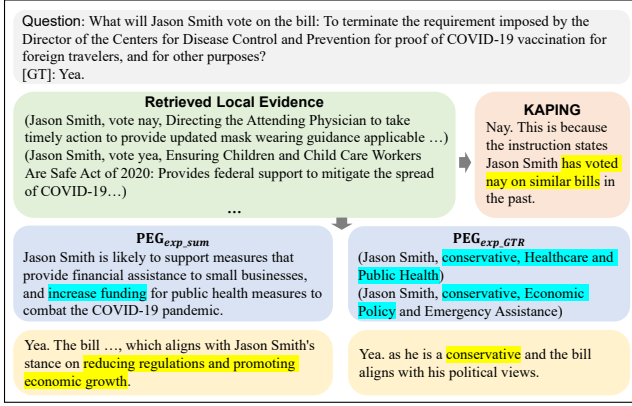 Question: What will Jason Smith vote on the bill: To terminate the requirement imposed by the
Director of the Centers for Disease Control and Prevention for proof of COVID-19 vaccination for
foreign travelers, and for other purposes?
[GT]: Yea.
Retrieved Local Evidence
(Jason Smith, vote nay, Directing the Attending Physician to take
timely action to provide updated mask wearing guidance applicable …)
(Jason Smith, vote yea, Ensuring Children and Child Care Workers
Are Safe Act of 2020: Provides federal support to mitigate the spread
of COVID-19…)
…
KAPING
Nay. This is because
the instruction states
Jason Smith has voted
nay on similar bills in
the past.
PEGexp_sum
Jason Smith is likely to support measures that
provide financial assistance to small businesses,
and increase funding for public health measures to
combat the COVID-19 pandemic.
PEGexp_GTR
(Jason Smith, conservative, Healthcare and
Public Health)
(Jason Smith, conservative, Economic
Policy and Emergency Assistance)
Yea. The bill …, which aligns with Jason Smith's
stance on reducing regulations and promoting
economic growth.
Yea. as he is a conservative and the bill
aligns with his political views.